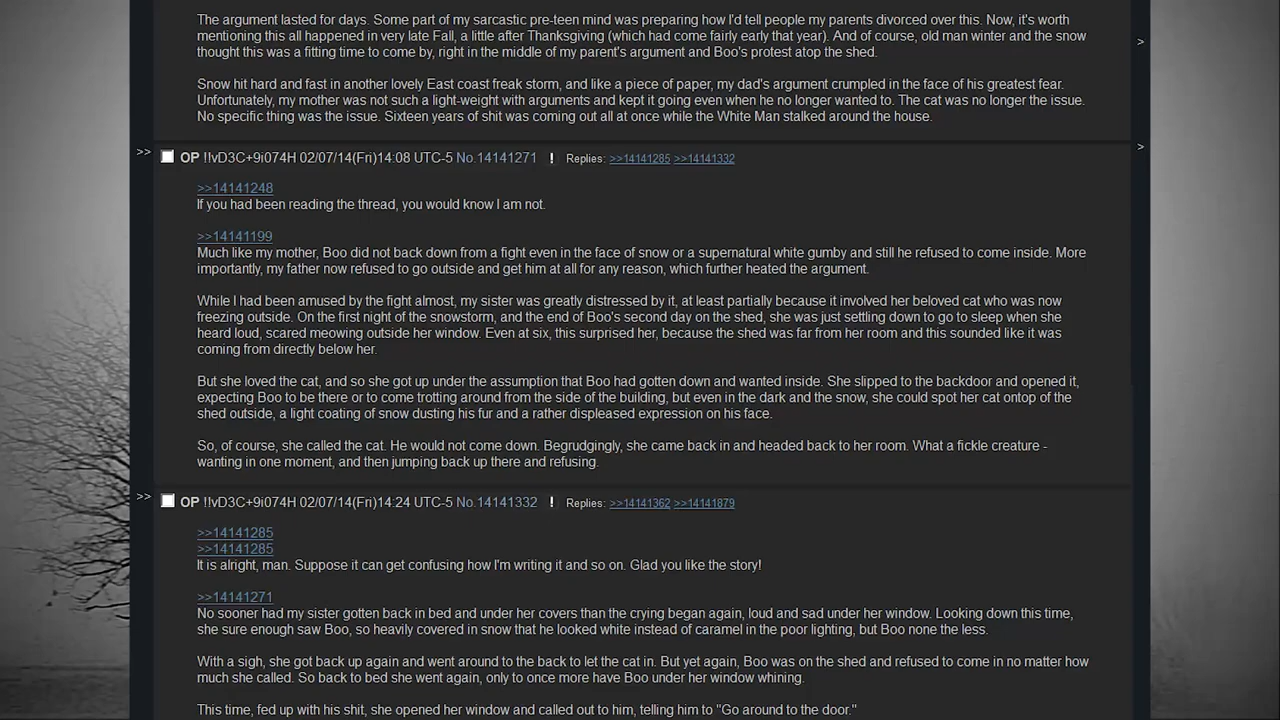 The argument lasted for days. Some part of my sarcastic pre-teen mind was preparing how I'd tell people my parents divorced over this. Now, it's worth
mentioning this all happened in very late Fall, a little after Thanksgiving (which had come fairly early that year). And of course, old man winter and the snow
thought this was a fitting time to come by, right in the middle of my parent's argument and Boo's protest atop the shed.
Snow hit hard and fast in another lovely East coast freak storm, and like a piece of paper, my dad's argument crumpled in the face of his greatest fear.
Unfortunately, my mother was not such a light-weight with arguments and kept it going even when he no longer wanted to. The cat was no longer the issue.
No specific thing was the issue. Sixteen years of shit was coming out all at once while the White Man stalked around the house.
>
>> OP !!vD3C+9i074H 02/07/14(Fri)14:08 UTC-5 No.14141271 ! Replies: >>14141285 >>14141332
>
>>14141248
If you had been reading the thread, you would know I am not.
>>14141199
Much like my mother, Boo did not back down from a fight even in the face of snow or a supernatural white gumby and still he refused to come inside. More
importantly, my father now refused to go outside and get him at all for any reason, which further heated the argument.
While I had been amused by the fight almost, my sister was greatly distressed by it, at least partially because it involved her beloved cat who was now
freezing outside. On the first night of the snowstorm, and the end of Boo's second day on the shed, she was just settling down to go to sleep when she
heard loud, scared meowing outside her window. Even at six, this surprised her, because the shed was far from her room and this sounded like it was
coming from directly below her.
But she loved the cat, and so she got up under the assumption that Boo had gotten down and wanted inside. She slipped to the backdoor and opened it,
expecting Boo to be there or to come trotting around from the side of the building, but even in the dark and the snow, she could spot her cat ontop of the
shed outside, a light coating of snow dusting his fur and a rather displeased expression on his face.
So, of course, she called the cat. He would not come down. Begrudgingly, she came back in and headed back to her room. What a fickle creature -
wanting in one moment, and then jumping back up there and refusing.
>> OP !!vD3C+9i074H 02/07/14(Fri)14:24 UTC-5 No.14141332 ! Replies: >>14141362 >>14141879
>>14141285
>>14141285
It is alright, man. Suppose it can get confusing how I'm writing it and so on. Glad you like the story!
>>14141271
No sooner had my sister gotten back in bed and under her covers than the crying began again, loud and sad under her window. Looking down this time,
she sure enough saw Boo, so heavily covered in snow that he looked white instead of caramel in the poor lighting, but Boo none the less.
With a sigh, she got back up again and went around to the back to let the cat in. But yet again, Boo was on the shed and refused to come in no matter how
much she called. So back to bed she went again, only to once more have Boo under her window whining.
This time, fed up with his shit, she opened her window and called out to him, telling him to "Go around to the door."